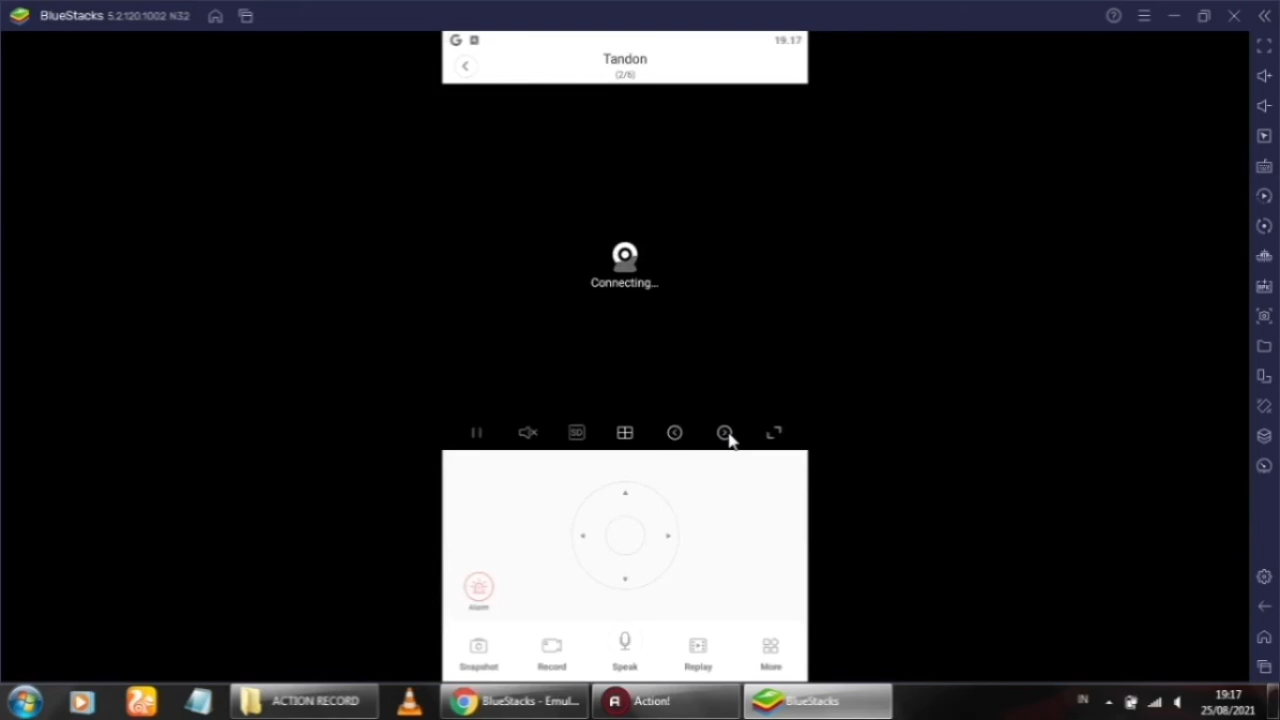 BlueStacks 5.2.120.1002 N32
19.17
Tandon
(2/6)
Connecting...
SD
Alarm
Snapshot
Record
Speak
Replay
More
ACTION RECORD
BlueStacks - Emul...
Action!
BlueStacks
IN
19:17
25/08/2021